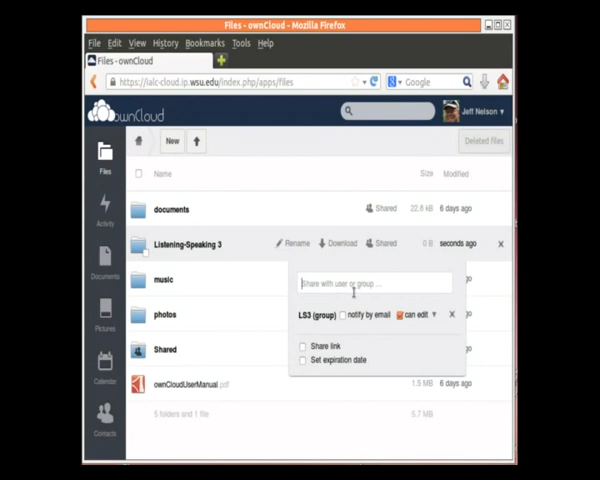 Files - ownCloud - Mozilla Firefox
File Edit View History Bookmarks Tools Help
Files - ownCloud
https://ialc-cloud.ip.wsu.edu/index.php/apps/files
Google
ownCloud
Jeff Nelson
New
Deleted files
Files
Name
Size
Modified
documents
Shared
22.8 kB
6 days ago
Activity
Listening-Speaking 3
Rename
Download
Shared
0 B
seconds ago
Documents
music
Share with user or group ...
go
Pictures
photos
LS3 (group)
notify by email
can edit
go
Calendar
Shared
Share link
Set expiration date
go
ownCloudUserManual.pdf
1.5 MB
6 days ago
Contacts
5 folders and 1 file
5.7 MB